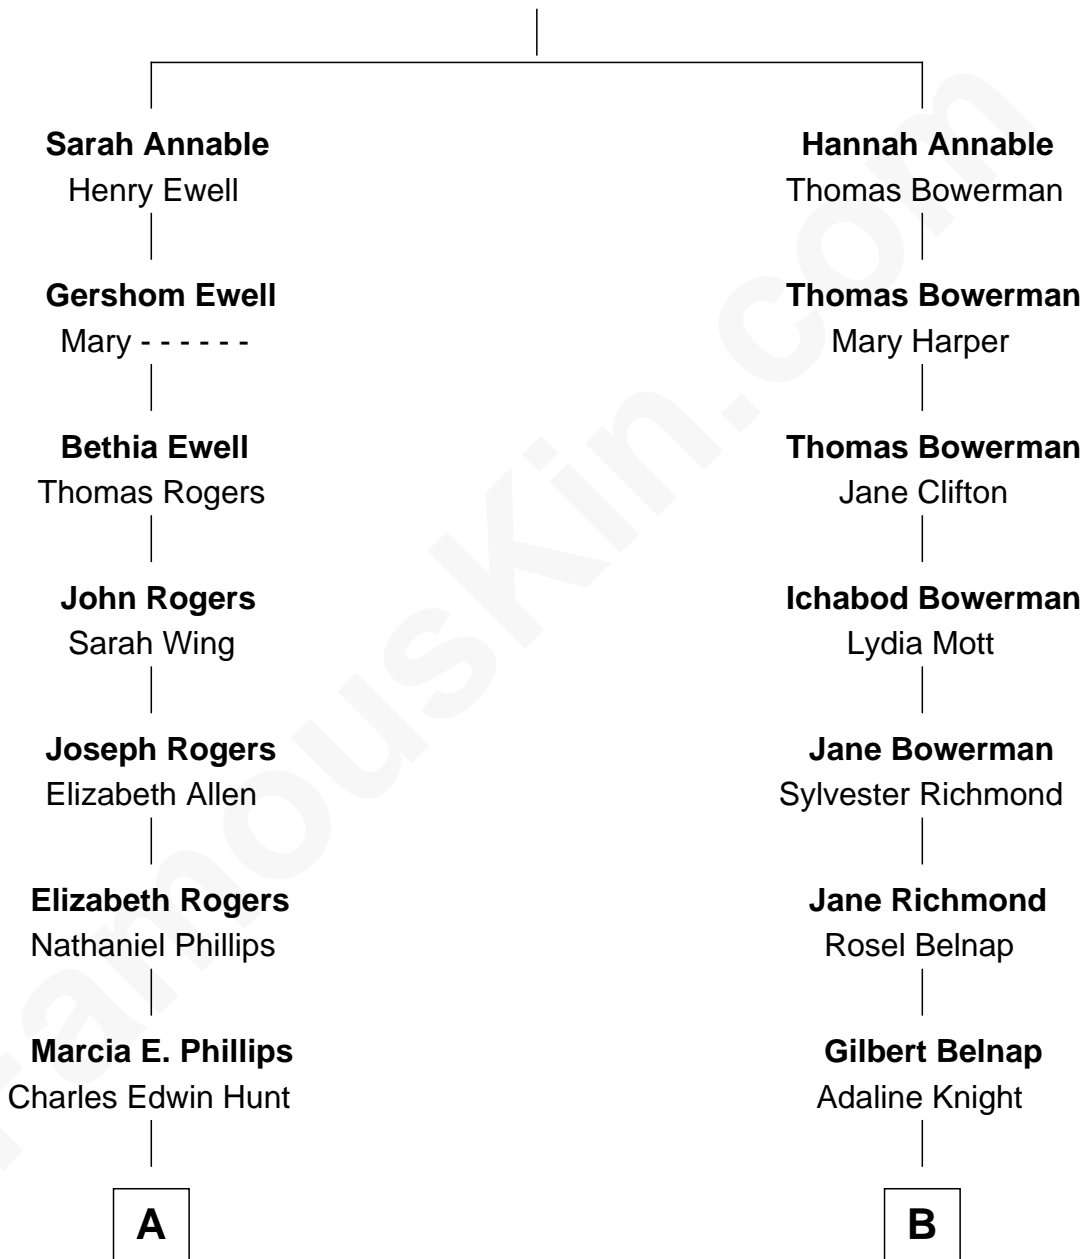 Sarah Annable
Henry Ewell
Gershom Ewell
Mary - - - - - -
Bethia Ewell
Thomas Rogers
John Rogers
Sarah Wing
Joseph Rogers
Elizabeth Allen
Elizabeth Rogers
Nathaniel Phillips
Marcia E. Phillips
Charles Edwin Hunt
A
Hannah Annable
Thomas Bowerman
Thomas Bowerman
Mary Harper
Thomas Bowerman
Jane Clifton
Ichabod Bowerman
Lydia Mott
Jane Bowerman
Sylvester Richmond
Jane Richmond
Rosel Belnap
Gilbert Belnap
Adaline Knight
B
FamousKin.com